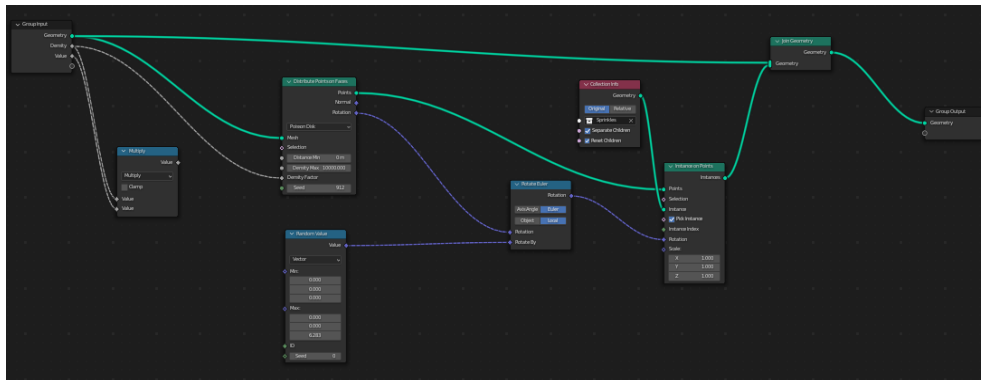 Group Input
Geometry
Density
Value
Multiply
Value
Multiply
Clamp
Value
Value
Distribute Points on Faces
Points
Normal
Rotation
Poisson Disk
Mesh
Selection
Distance Min 0 m
Density Max 10000.000
Density Factor
Seed 912
Random Value
Value
Vector
Min
0.000
0.000
0.000
Max
0.000
0.000
6.283
ID
Seed 0
Rotate Euler
Rotation
Axis Angle Euler
Object Local
Rotation
Rotate By
Collection Info
Geometry
Original Relative
Sprinkles
Separate Children
Reset Children
Instance on Points
Instances
Points
Selection
Instance
Pick Instance
Instance Index
Rotation
Scale
X 1.000
Y 1.000
Z 1.000
Join Geometry
Geometry
Geometry
Group Output
Geometry